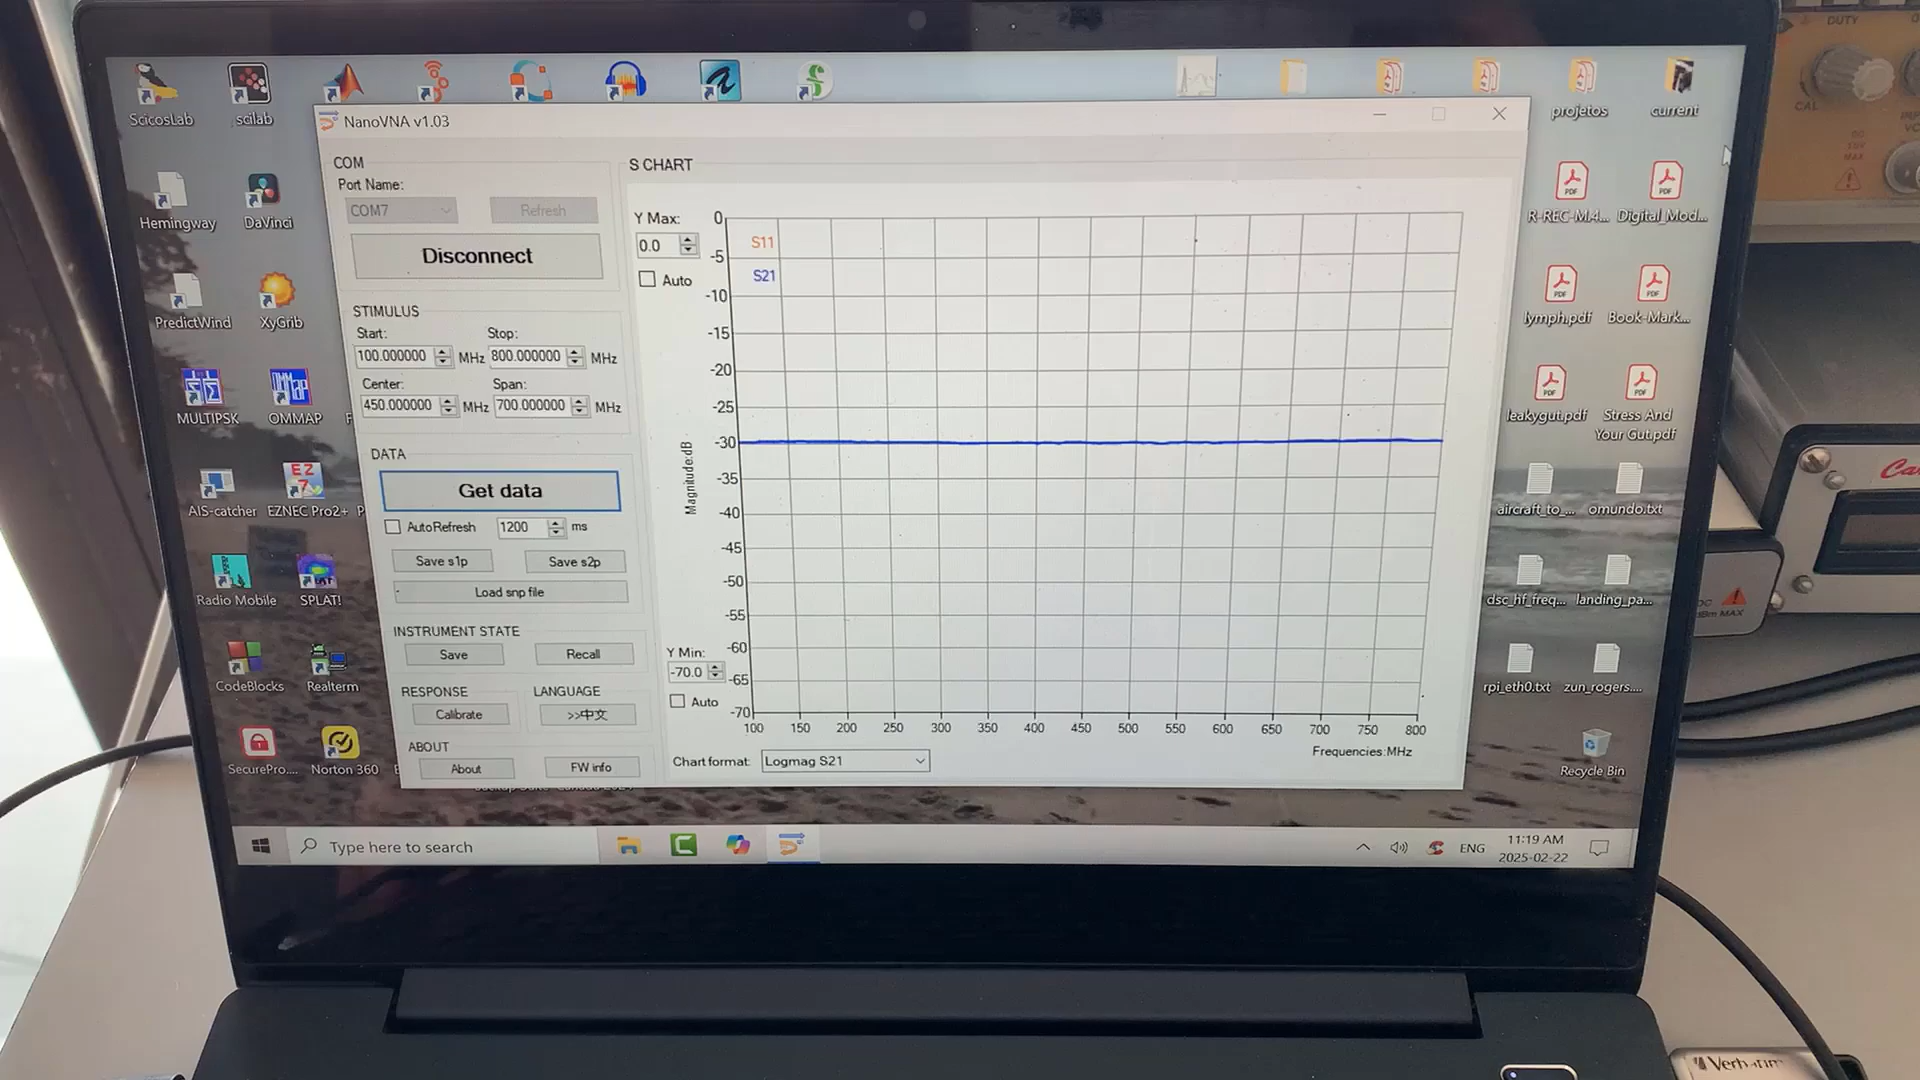 ScicosLab
scilab
Hemingway
DaVinci
PredictWind
XyGrib
MULTIPSK
OMMAP
AIS-catcher
EZNEC Pro2+
Radio Mobile
SPLAT!
CodeBlocks
Realterm
SecurePro....
Norton 360
NanoVNA v1.03
COM
Port Name:
COM7
Refresh
Disconnect
STIMULUS
Start:
Stop:
100.000000 MHz 800.000000 MHz
Center:
Span:
450.000000 MHz 700.000000 MHz
DATA
Get data
AutoRefresh 1200 ms
Save s1p
Save s2p
Load snp file
INSTRUMENT STATE
Save
Recall
RESPONSE
LANGUAGE
Calibrate
>>中文
ABOUT
About
FW info
S CHART
Y Max:
0.0
Auto
S11
S21
0
-5
-10
-15
-20
-25
-30
-35
-40
-45
-50
-55
-60
-65
-70
Magnitude:dB
Y Min:
-70.0
Auto
100 150 200 250 300 350 400 450 500 550 600 650 700 750 800
Frequencies:MHz
Chart format: Logmag S21
projetos
current
R-REC-M.4...
Digital_Mod...
lymph.pdf
Book-Mark...
leakygut.pdf
Stress And
Your Gut.pdf
aircraft_to_...
omundo.txt
dsc_hf_freq...
landing_pa...
rpi_eth0.txt
zun_rogers....
Recycle Bin
Type here to search
ENG
11:19 AM
2025-02-22
DUTY
CAL
MAX
dBm MAX
Verbatim